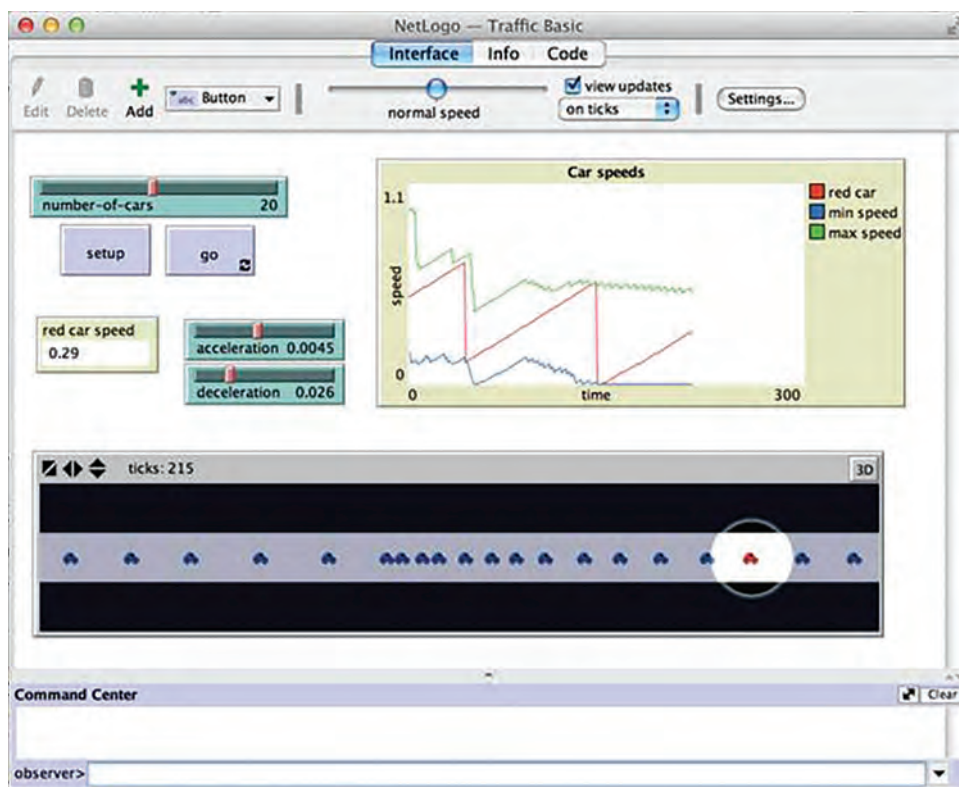 NetLogo — Traffic Basic
Interface Info Code
Edit Delete Add abc Button normal speed view updates on ticks Settings...
number-of-cars 20
setup go
red car speed
0.29
acceleration 0.0045
deceleration 0.026
Car speeds
1.1
speed
0
0 time 300
red car
min speed
max speed
ticks: 215 3D
Command Center Clear
observer>